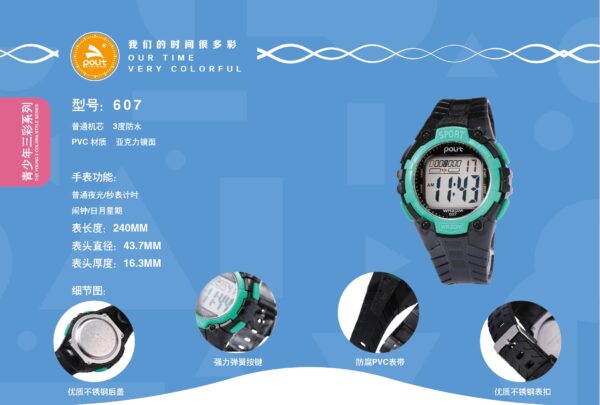 polit
我们的时间很多彩
OUR TIME
VERY COLORFUL
青少年三彩系列
型号：607
普通机芯 3度防水
PVC 材质 亚克力镜面
手表功能：
普通夜光/秒表计时
闹钟/日月星期
表长度：240MM
表头直径：43.7MM
表头厚度：16.3MM
细节图：
SPORT
polit
17
AM 11:43
WR30M
607
优质不锈钢后盖
强力弹簧按键
防腐PVC表带
优质不锈钢表扣